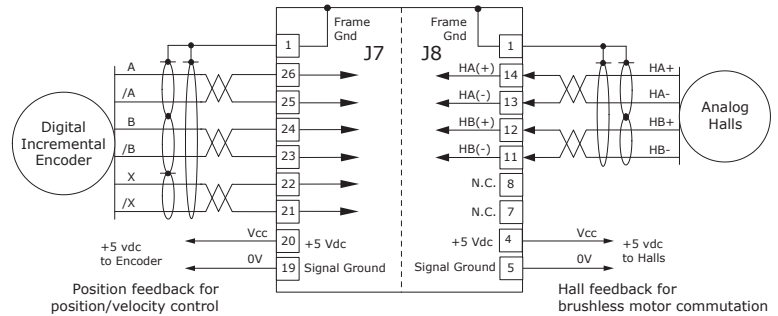 Frame
Gnd
J7
Frame
Gnd
J8
1
1
A
26
HA(+)
14
HA+
/A
25
HA(-)
13
HA-
B
24
HB(+)
12
HB+
/B
23
HB(-)
11
HB-
X
22
N.C.
8
/X
21
N.C.
7
Digital
Incremental
Encoder
Analog
Halls
Vcc
20
+5 Vdc
+5 Vdc
4
Vcc
+5 vdc
to Encoder
+5 vdc
to Halls
0V
19
Signal Ground
Signal Ground
5
0V
Position feedback for
position/velocity control
Hall feedback for
brushless motor commutation